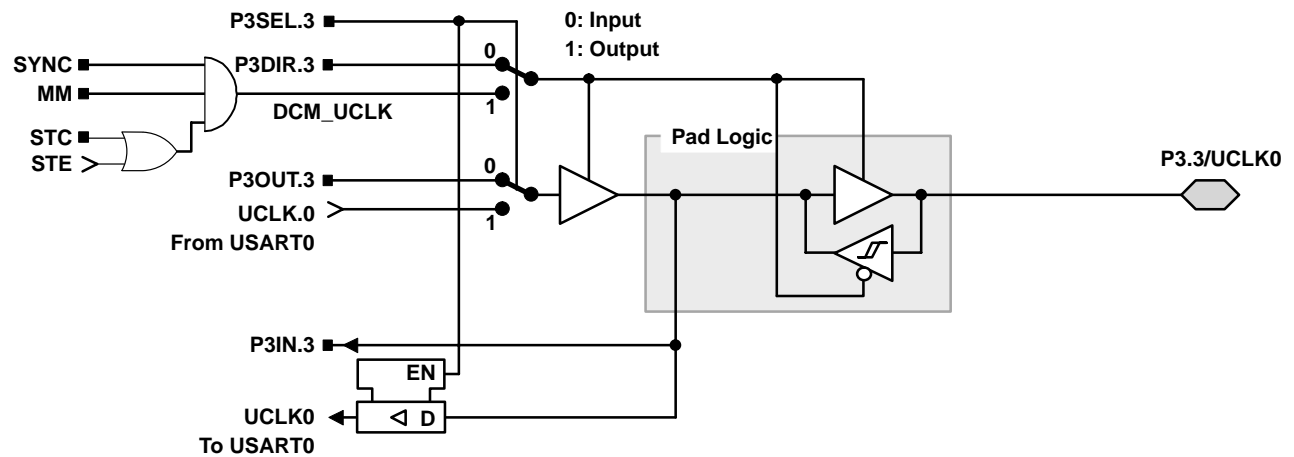 P3SEL.3
0: Input
1: Output
SYNC
P3DIR.3
0
MM
DCM_UCLK
1
STC
STE
Pad Logic
P3.3/UCLK0
P3OUT.3
0
UCLK.0
1
From USART0
P3IN.3
EN
UCLK0
D
To USART0